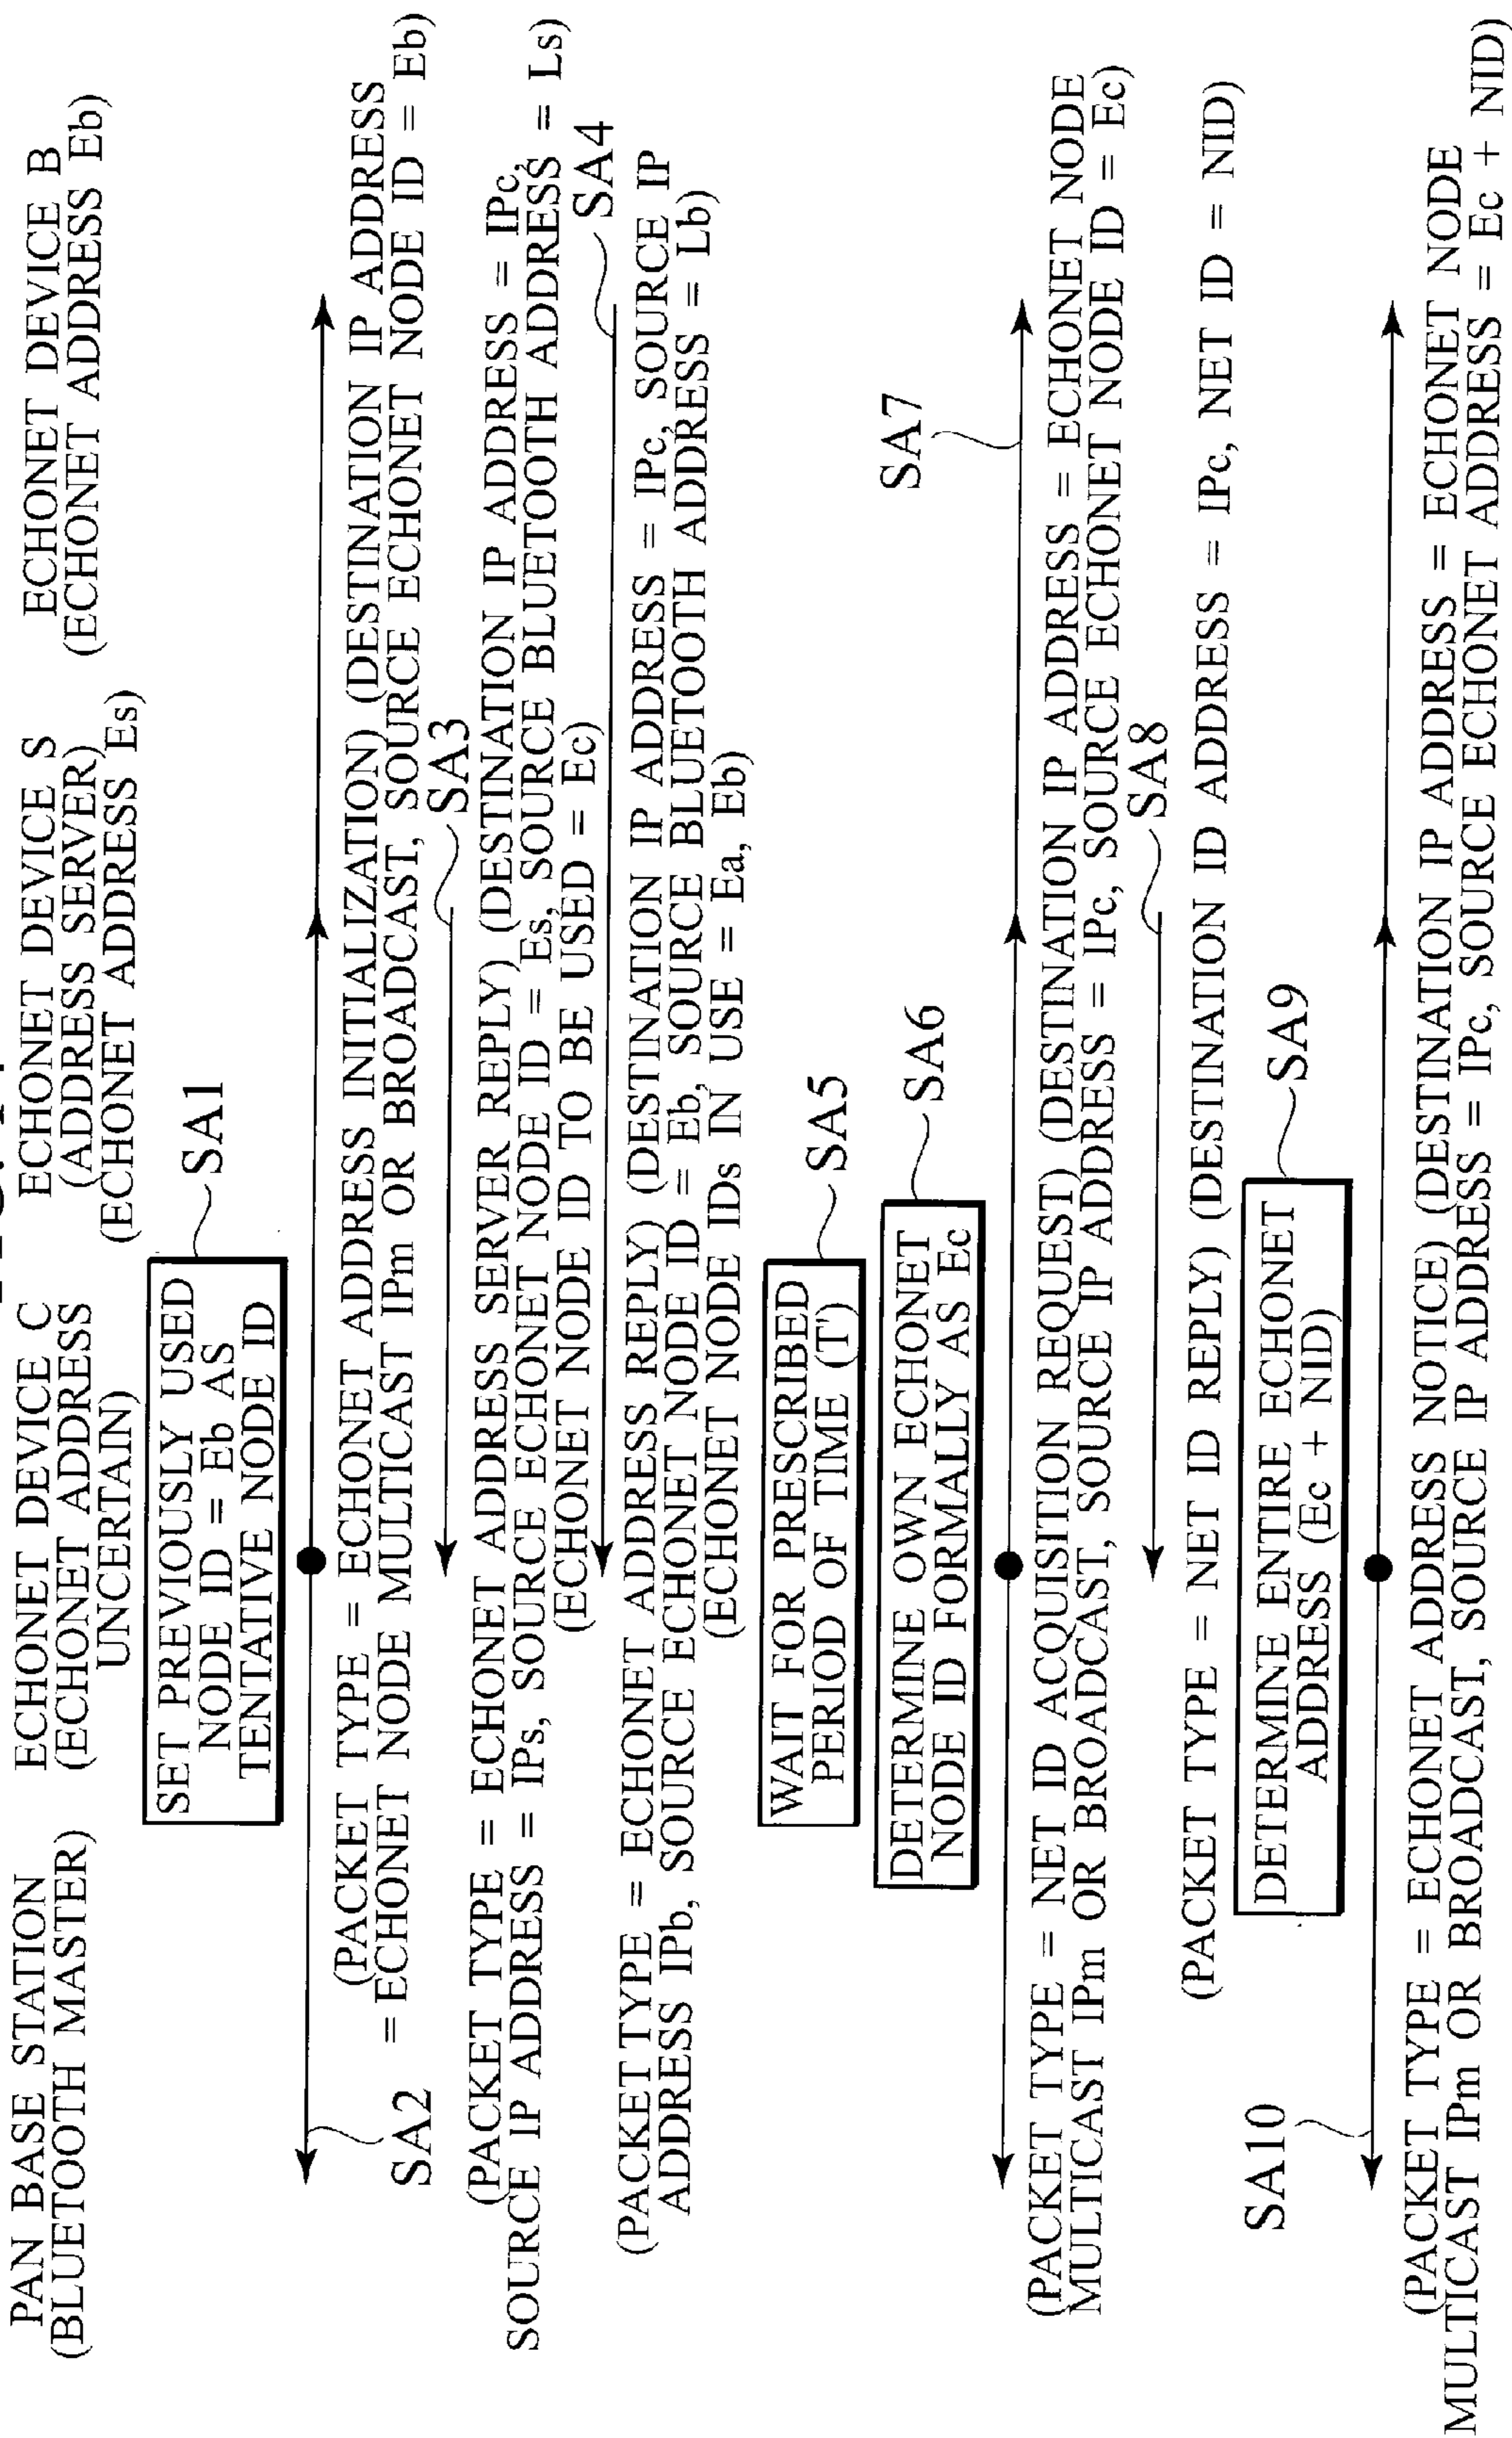 PAN BASE STATION
(BLUETOOTH MASTER)
ECHONET DEVICE C
(ECHONET ADDRESS
UNCERTAIN)
ECHONET DEVICE S
(ADDRESS SERVER)
(ECHONET ADDRESS Es)
ECHONET DEVICE B
(ECHONET ADDRESS Eb)
SET PREVIOUSLY USED
NODE ID = Eb AS
TENTATIVE NODE ID
SA1
(PACKET TYPE = ECHONET ADDRESS INITIALIZATION) (DESTINATION IP ADDRESS
= ECHONET NODE MULTICAST IPm OR BROADCAST, SOURCE ECHONET NODE ID = Eb)
SA2
SA3
(PACKET TYPE = ECHONET ADDRESS SERVER REPLY) (DESTINATION IP ADDRESS = IPc,
SOURCE IP ADDRESS = IPs, SOURCE ECHONET NODE ID = Es, SOURCE BLUETOOTH ADDRESS = Ls)
(ECHONET NODE ID TO BE USED = Ec)
SA4
(PACKET TYPE = ECHONET ADDRESS REPLY) (DESTINATION IP ADDRESS = IPc, SOURCE IP
ADDRESS IPb, SOURCE ECHONET NODE ID = Eb, SOURCE BLUETOOTH ADDRESS = Lb)
(ECHONET NODE IDs IN USE = Ea, Eb)
WAIT FOR PRESCRIBED
PERIOD OF TIME (T')
SA5
DETERMINE OWN ECHONET
NODE ID FORMALLY AS Ec
SA6
SA7
(PACKET TYPE = NET ID ACQUISITION REQUEST) (DESTINATION IP ADDRESS = ECHONET NODE
MULTICAST IPm OR BROADCAST, SOURCE IP ADDRESS = IPc, SOURCE ECHONET NODE ID = Ec)
SA8
(PACKET TYPE = NET ID REPLY) (DESTINATION ID ADDRESS = IPc, NET ID = NID)
DETERMINE ENTIRE ECHONET
ADDRESS (Ec + NID)
SA9
SA10
(PACKET TYPE = ECHONET ADDRESS NOTICE) (DESTINATION IP ADDRESS = ECHONET NODE
MULTICAST IPm OR BROADCAST, SOURCE IP ADDRESS = IPc, SOURCE ECHONET ADDRESS = Ec + NID)